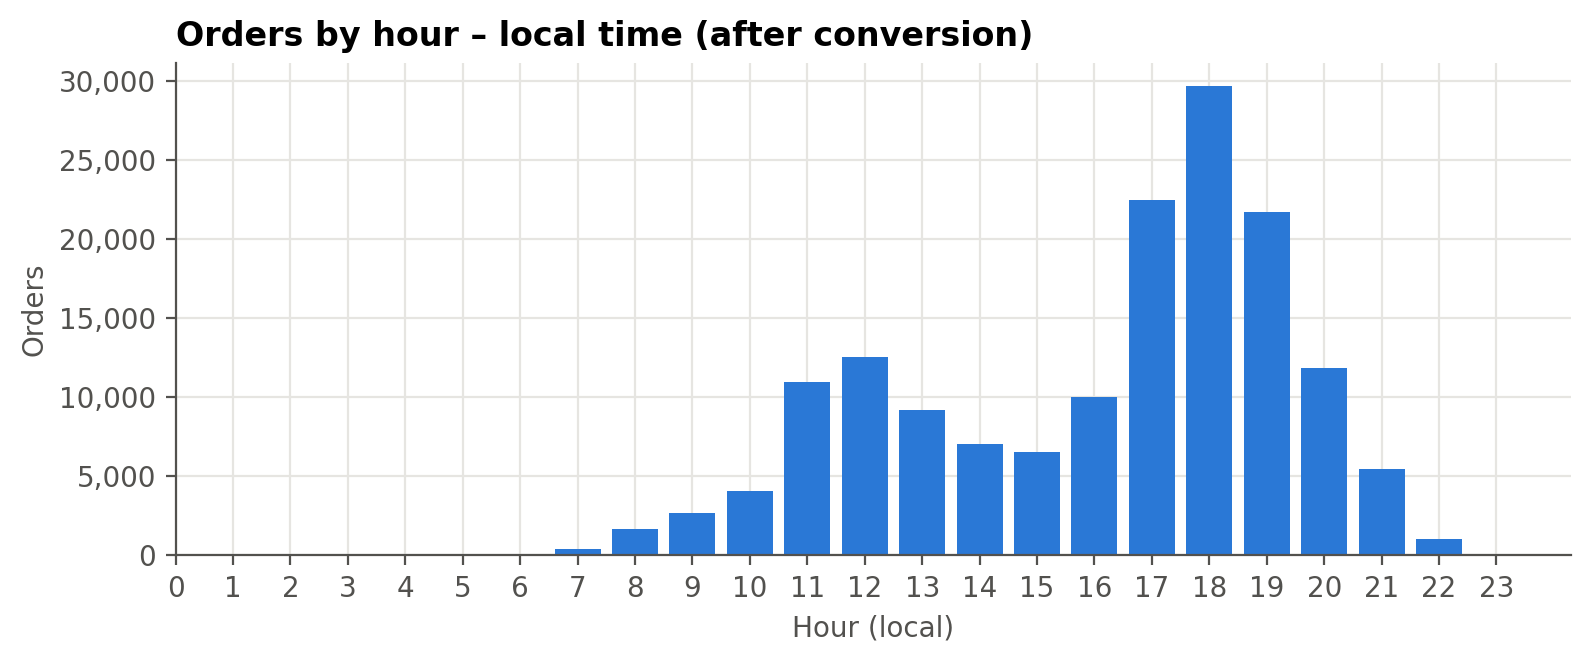 Orders by hour – local time (after conversion)
30,000
25,000
20,000
15,000
10,000
5,000
0
Orders
0 1 2 3 4 5 6 7 8 9 10 11 12 13 14 15 16 17 18 19 20 21 22 23
Hour (local)